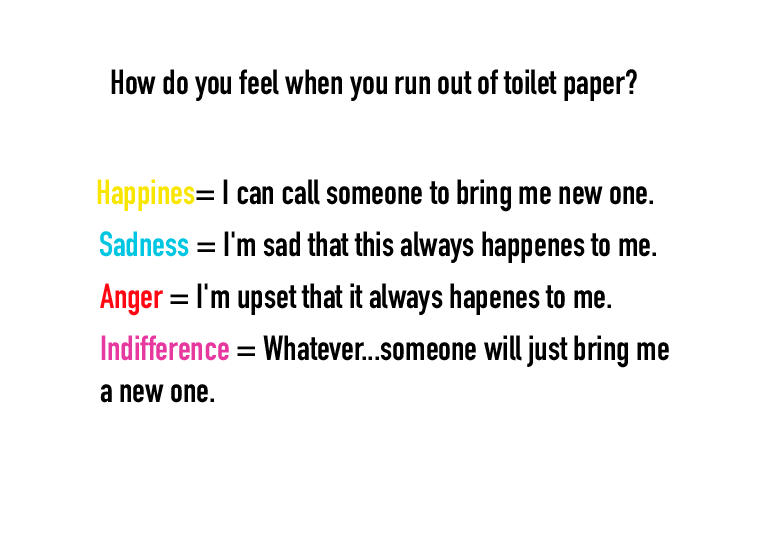 How do you feel when you run out of toilet paper?
Happines= I can call someone to bring me new one.
Sadness = I'm sad that this always happenes to me.
Anger = I'm upset that it always hapenes to me.
Indifference = Whatever...someone will just bring me
a new one.